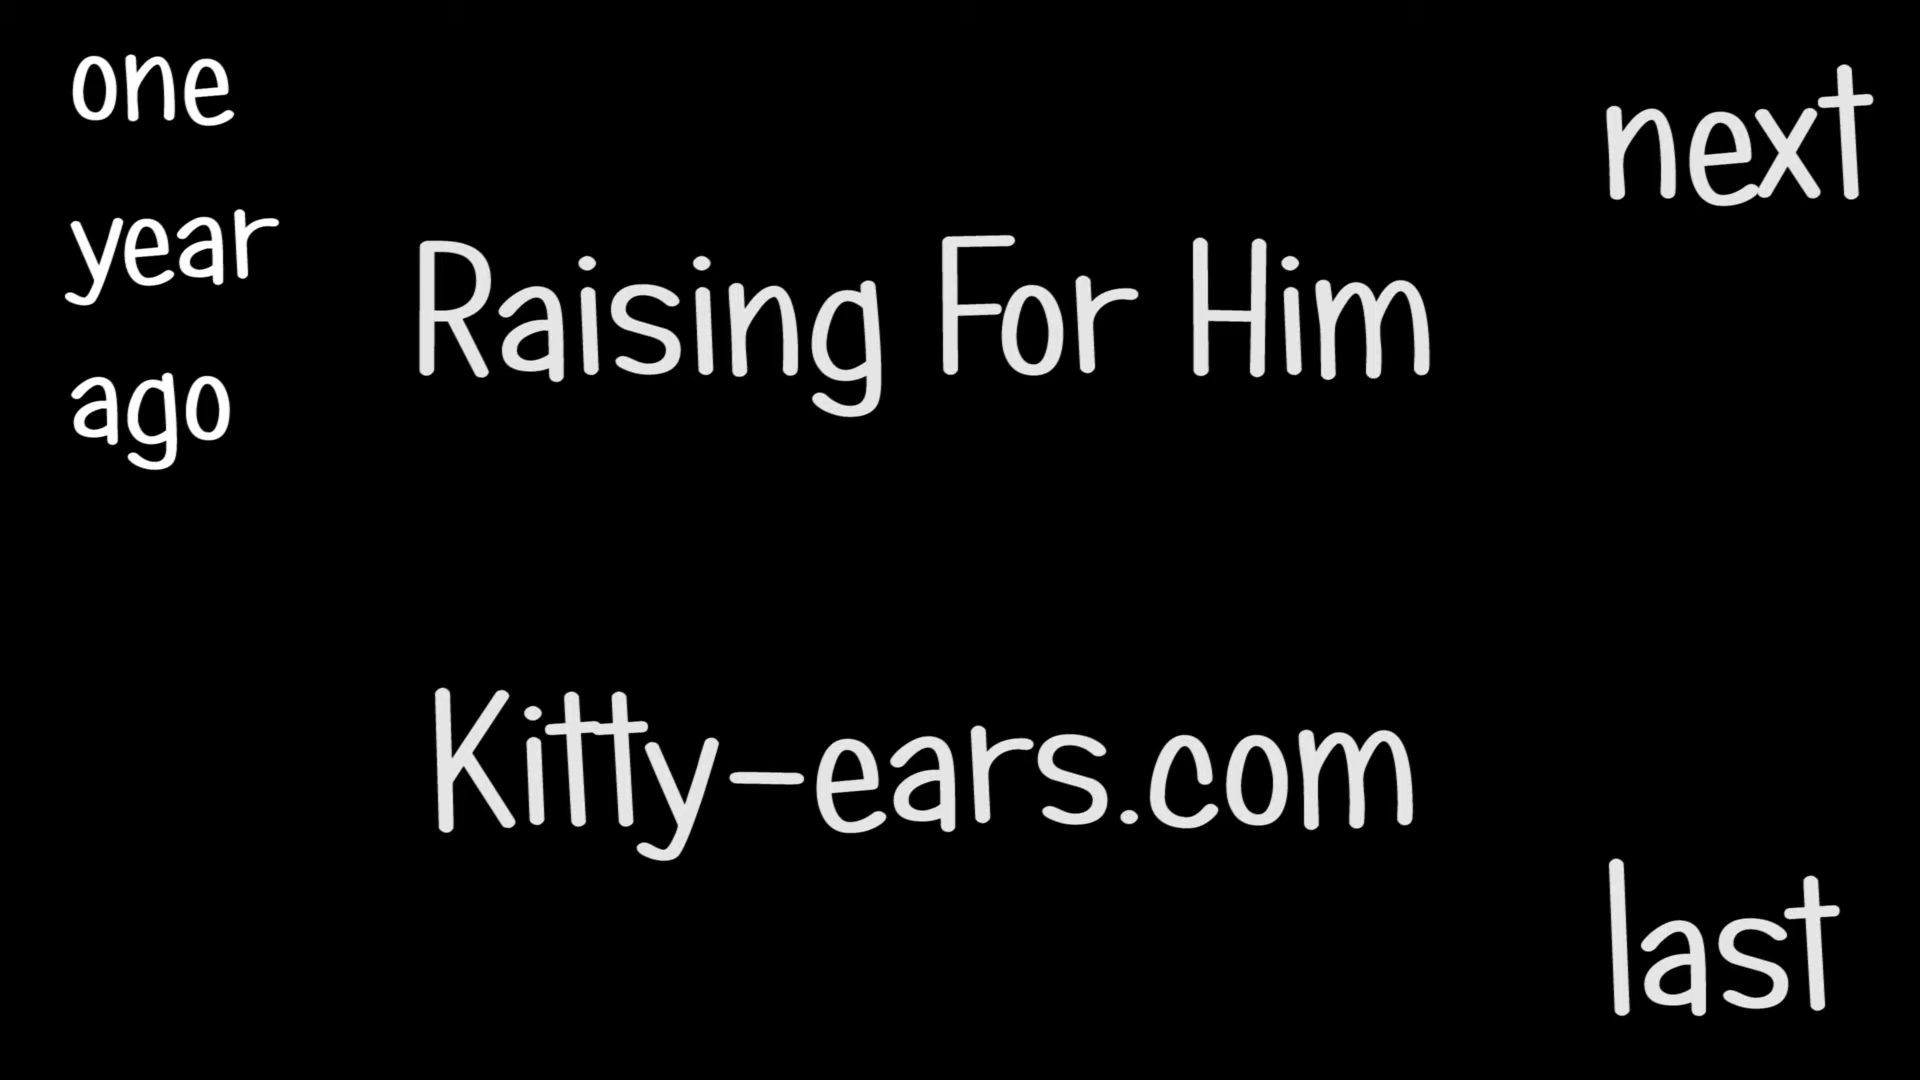 one
year
ago
Raising For Him
Kitty-ears.com
next
last